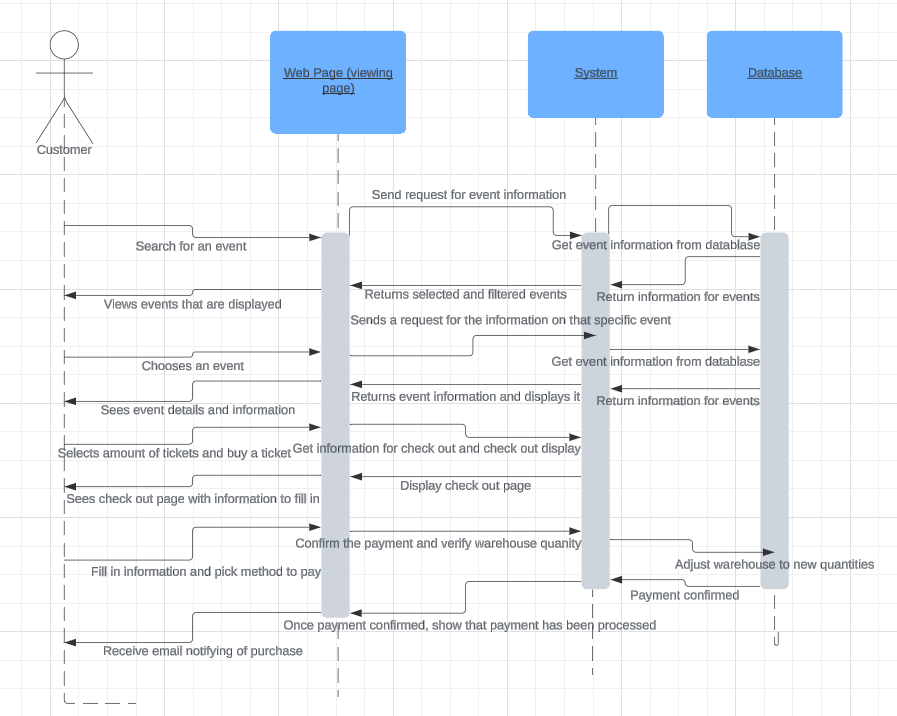 Web Page (viewing
page)
System
Database
Customer
Send request for event information
Search for an event
Get event information from datablase
Returns selected and filtered events
Return information for events
Views events that are displayed
Sends a request for the information on that specific event
Chooses an event
Get event information from datablase
Returns event information and displays it
Return information for events
Sees event details and information
Selects amount of tickets and buy a ticket
Get information for check out and check out display
Display check out page
Sees check out page with information to fill in
Confirm the payment and verify warehouse quanity
Adjust warehouse to new quantities
Fill in information and pick method to pay
Payment confirmed
Once payment confirmed, show that payment has been processed
Receive email notifying of purchase